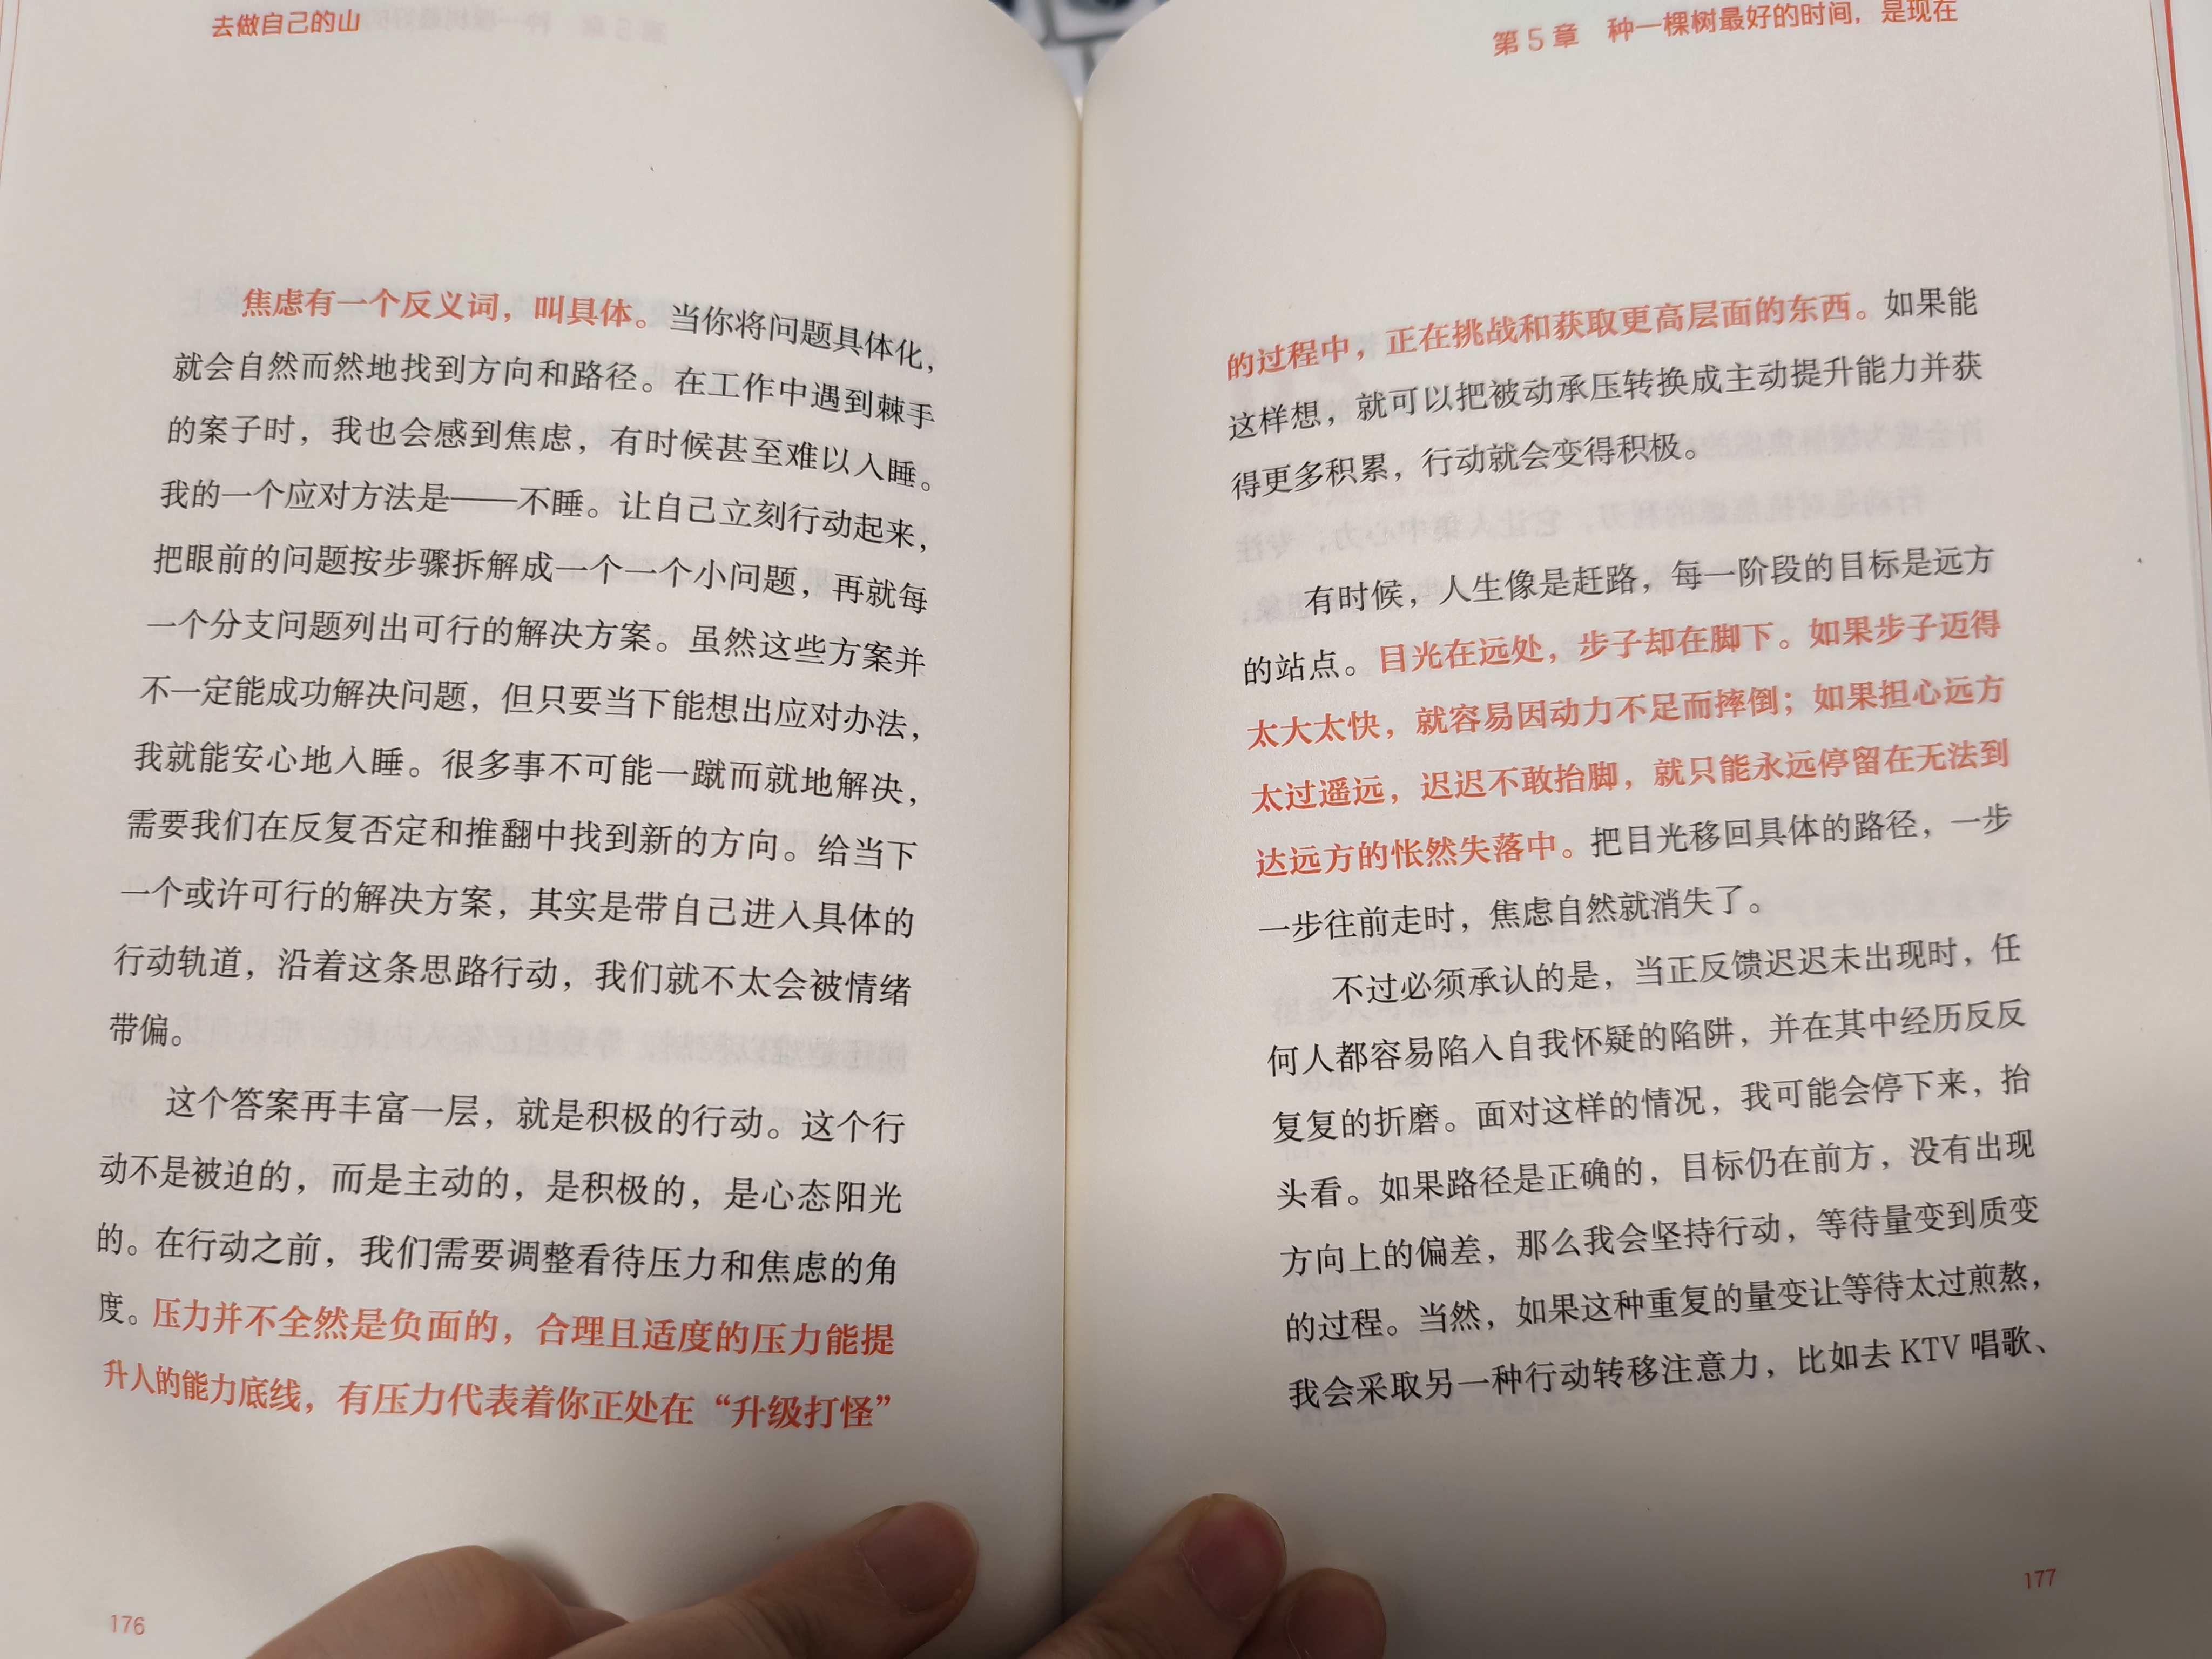 去做自己的山
焦虑有一个反义词，叫具体。当你将问题具体化，
就会自然而然地找到方向和路径。在工作中遇到棘手
的案子时，我也会感到焦虑，有时候甚至难以入睡。
我的一个应对方法是——不睡。让自己立刻行动起来，
把眼前的问题按步骤拆解成一个一个小问题，再就每
一个分支问题列出可行的解决方案。虽然这些方案并
不一定能成功解决问题，但只要当下能想出应对办法，
我就能安心地入睡。很多事不可能一蹴而就地解决，
需要我们在反复否定和推翻中找到新的方向。给当下
一个或许可行的解决方案，其实是带自己进入具体的
行动轨道，沿着这条思路行动，我们就不太会被情绪
带偏。
这个答案再丰富一层，就是积极的行动。这个行
动不是被迫的，而是主动的，是积极的，是心态阳光
的。在行动之前，我们需要调整看待压力和焦虑的角
度。压力并不全然是负面的，合理且适度的压力能提
升人的能力底线，有压力代表着你正处在“升级打怪”
176
第5章 种一棵树最好的时间，是现在
的过程中，正在挑战和获取更高层面的东西。如果能
这样想，就可以把被动承压转换成主动提升能力并获
得更多积累，行动就会变得积极。
有时候，人生像是赶路，每一阶段的目标是远方
的站点。目光在远处，步子却在脚下。如果步子迈得
太大太快，就容易因动力不足而摔倒；如果担心远方
太过遥远，迟迟不敢抬脚，就只能永远停留在无法到
达远方的怅然失落中。把目光移回具体的路径，一步
一步往前走时，焦虑自然就消失了。
不过必须承认的是，当正反馈迟迟未出现时，任
何人都容易陷入自我怀疑的陷阱，并在其中经历反反
复复的折磨。面对这样的情况，我可能会停下来，抬
头看。如果路径是正确的，目标仍在前方，没有出现
方向上的偏差，那么我会坚持行动，等待量变到质变
的过程。当然，如果这种重复的量变让等待太过煎熬，
我会采取另一种行动转移注意力，比如去KTV唱歌、
177